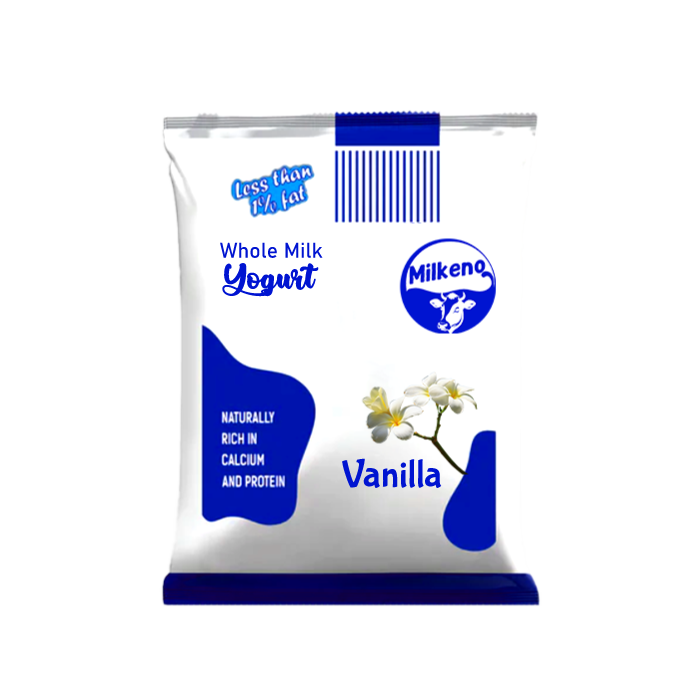 Less than
1% fat
Whole Milk
Yogurt
Milkeno
NATURALLY
RICH IN
CALCIUM
AND PROTEIN
Vanilla